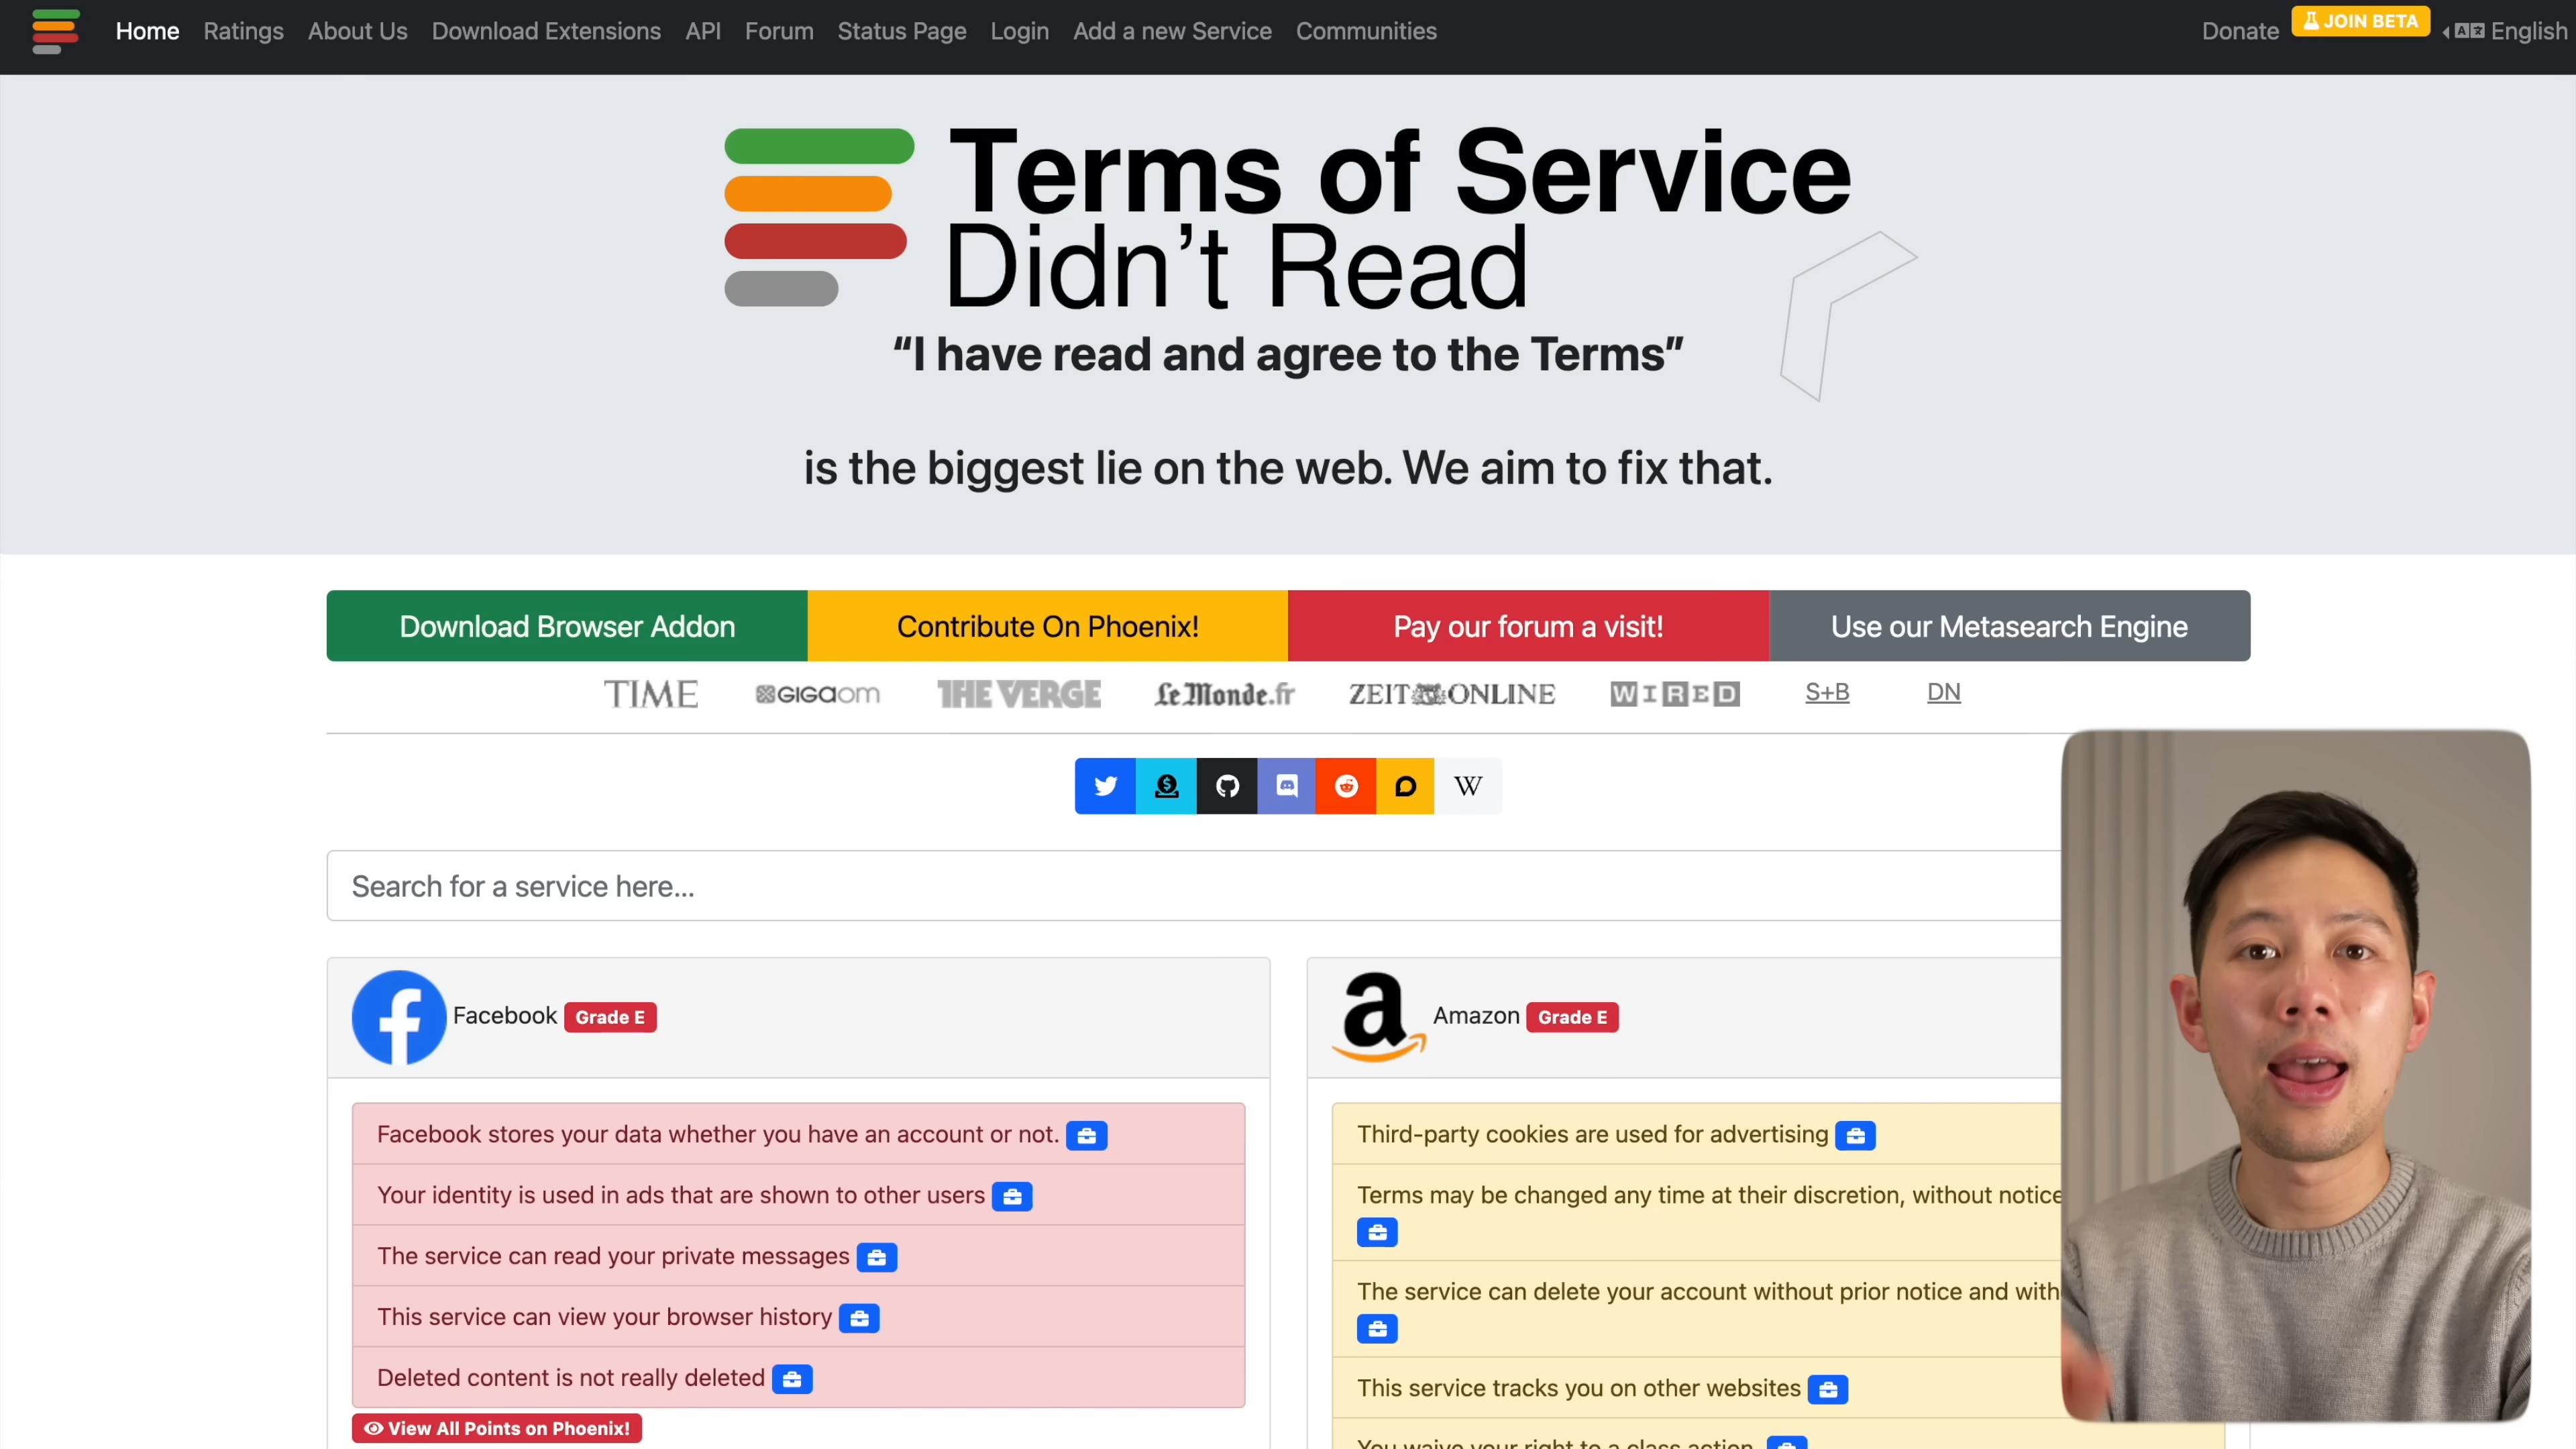 Home Ratings About Us Download Extensions API Forum Status Page Login Add a new Service Communities Donate JOIN BETA English
Terms of Service
Didn't Read
“I have read and agree to the Terms”
is the biggest lie on the web. We aim to fix that.
Download Browser Addon Contribute On Phoenix! Pay our forum a visit! Use our Metasearch Engine
TIME GIGAOM THE VERGE Le Monde.fr ZEIT ONLINE WIRED S+B DN
W
Search for a service here...
Facebook Grade E
Facebook stores your data whether you have an account or not.
Your identity is used in ads that are shown to other users
The service can read your private messages
This service can view your browser history
Deleted content is not really deleted
View All Points on Phoenix!
a Amazon Grade E
Third-party cookies are used for advertising
Terms may be changed any time at their discretion, without notice
The service can delete your account without prior notice and
This service tracks you on other websites
You waive your right to a class action